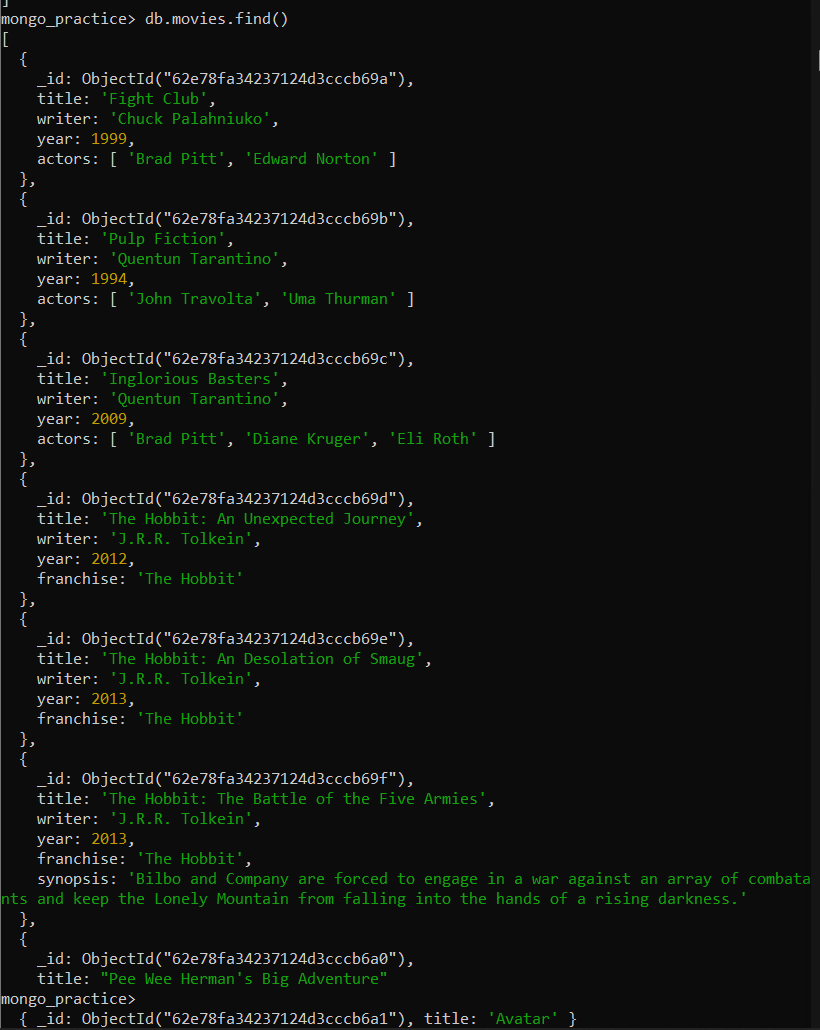 ]
mongo_practice> db.movies.find()
[
  {
    _id: ObjectId("62e78fa34237124d3cccb69a"),
    title: 'Fight Club',
    writer: 'Chuck Palahniuko',
    year: 1999,
    actors: [ 'Brad Pitt', 'Edward Norton' ]
  },
  {
    _id: ObjectId("62e78fa34237124d3cccb69b"),
    title: 'Pulp Fiction',
    writer: 'Quentun Tarantino',
    year: 1994,
    actors: [ 'John Travolta', 'Uma Thurman' ]
  },
  {
    _id: ObjectId("62e78fa34237124d3cccb69c"),
    title: 'Inglorious Basters',
    writer: 'Quentun Tarantino',
    year: 2009,
    actors: [ 'Brad Pitt', 'Diane Kruger', 'Eli Roth' ]
  },
  {
    _id: ObjectId("62e78fa34237124d3cccb69d"),
    title: 'The Hobbit: An Unexpected Journey',
    writer: 'J.R.R. Tolkein',
    year: 2012,
    franchise: 'The Hobbit'
  },
  {
    _id: ObjectId("62e78fa34237124d3cccb69e"),
    title: 'The Hobbit: An Desolation of Smaug',
    writer: 'J.R.R. Tolkein',
    year: 2013,
    franchise: 'The Hobbit'
  },
  {
    _id: ObjectId("62e78fa34237124d3cccb69f"),
    title: 'The Hobbit: The Battle of the Five Armies',
    writer: 'J.R.R. Tolkein',
    year: 2013,
    franchise: 'The Hobbit',
    synopsis: 'Bilbo and Company are forced to engage in a war against an array of combata
nts and keep the Lonely Mountain from falling into the hands of a rising darkness.'
  },
  {
    _id: ObjectId("62e78fa34237124d3cccb6a0"),
    title: "Pee Wee Herman's Big Adventure"
mongo_practice>
  { _id: ObjectId("62e78fa34237124d3cccb6a1"), title: 'Avatar' }